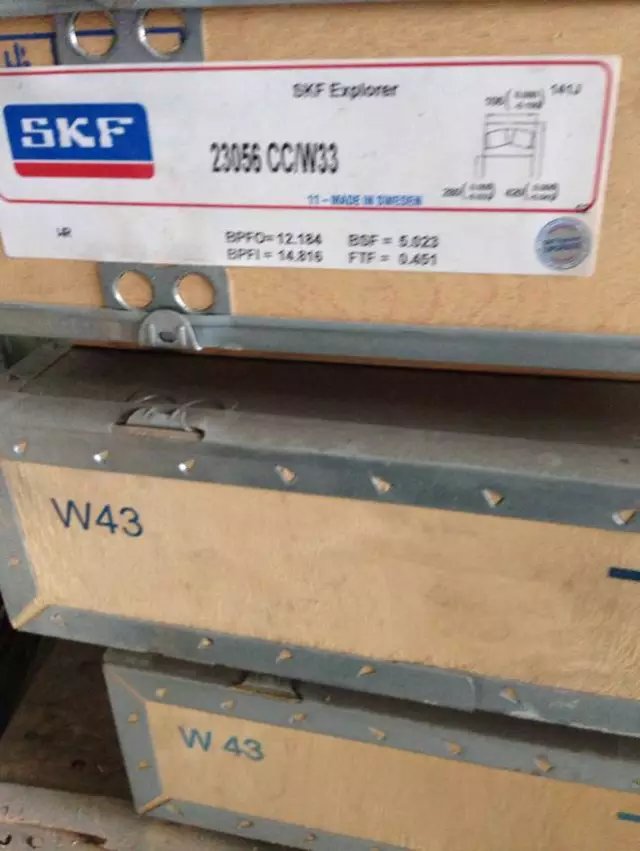 SKF Explorer
141J
SKF
23056 CC/W33
11 - MADE IN SWEDEN
BPFO= 12.184 BSF = 5.023
BPFI = 14.816 FTF = 0.451
W43
W 43